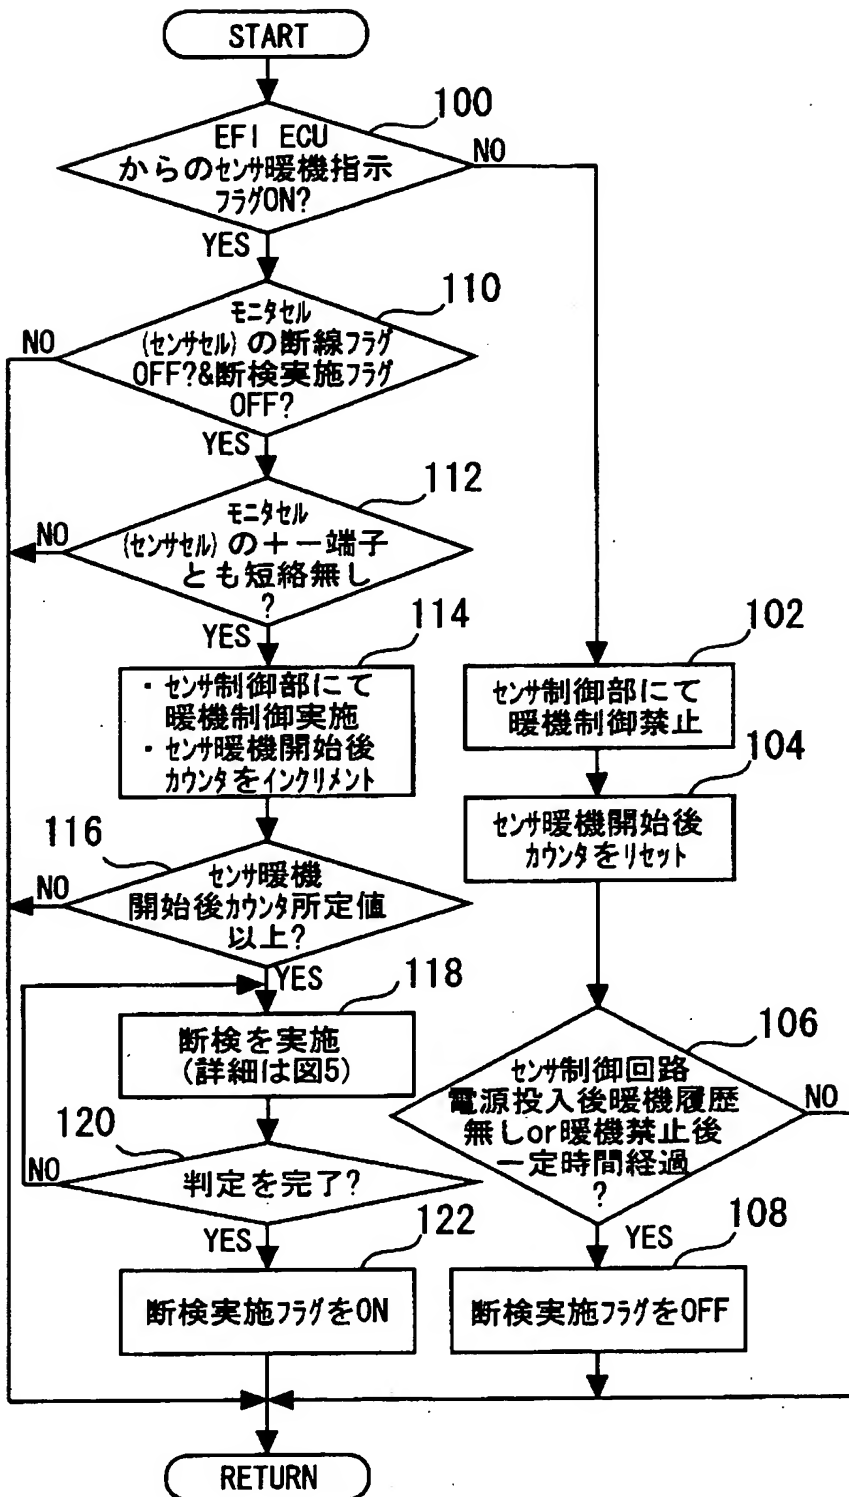 START
100
EFI ECU
からのセンサ暖機指示
フラグON?
NO
YES
110
モニタセル
(センサセル)の断線フラグ
OFF?&断検実施フラグ
OFF?
NO
YES
112
モニタセル
(センサセル)の+-端子
とも短絡無し
?
NO
YES
114
・センサ制御部にて
暖機制御実施
・センサ暖機開始後
カウンタをインクリメント
102
センサ制御部にて
暖機制御禁止
104
センサ暖機開始後
カウンタをリセット
116
センサ暖機
開始後カウンタ所定値
以上?
NO
YES
118
断検を実施
(詳細は図5)
106
センサ制御回路
電源投入後暖機履歴
無しor暖機禁止後
一定時間経過
?
NO
YES
120
判定を完了?
NO
YES
122
断検実施フラグをON
108
断検実施フラグをOFF
RETURN